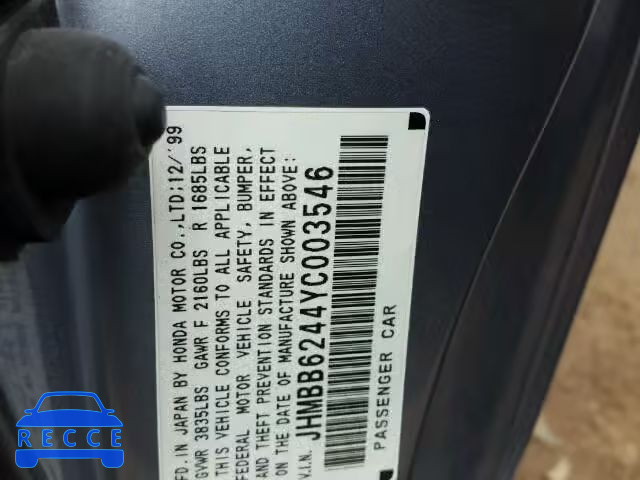 MFD. IN JAPAN BY HONDA MOTOR CO.,LTD:12/'99
GVWR 3835LBS GAWR F 2160LBS R 1685LBS
THIS VEHICLE CONFORMS TO ALL APPLICABLE
FEDERAL MOTOR VEHICLE SAFETY, BUMPER,
AND THEFT PREVENTION STANDARDS IN EFFECT
ON THE DATE OF MANUFACTURE SHOWN ABOVE:
V.I.N. JHMBB6244YC003546
PASSENGER CAR
RECCE